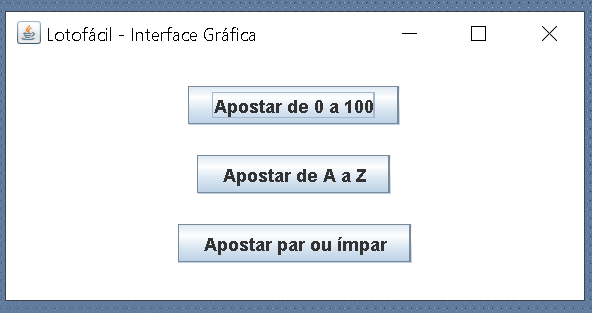 Lotofácil - Interface Gráfica
Apostar de 0 a 100
Apostar de A a Z
Apostar par ou ímpar